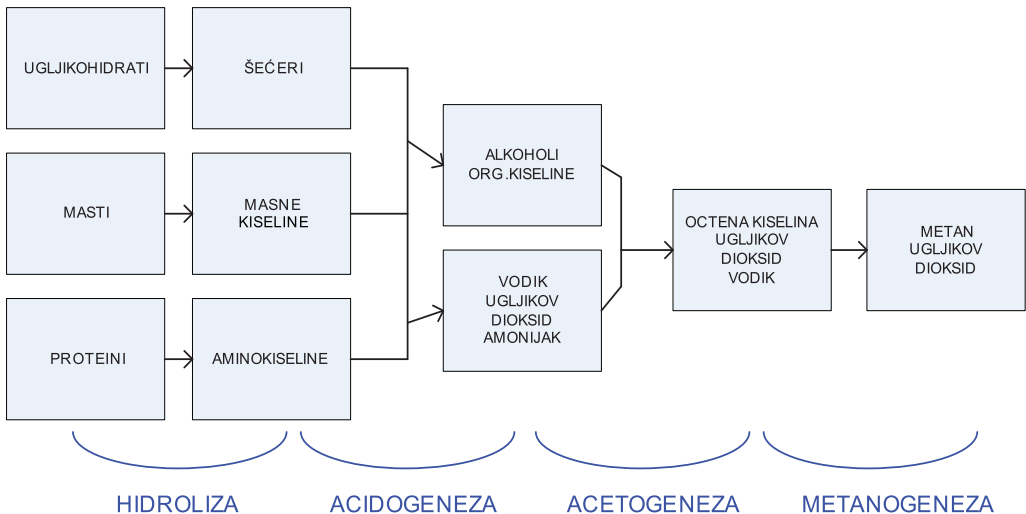 UGLJIKOHIDRATI
ŠEĆERI
MASTI
MASNE
KISELINE
PROTEINI
AMINOKISELINE
ALKOHOLI
ORG.KISELINE
VODIK
UGLJIKOV
DIOKSID
AMONIJAK
OCTENA KISELINA
UGLJIKOV
DIOKSID
VODIK
METAN
UGLJIKOV
DIOKSID
HIDROLIZA
ACIDOGENEZA
ACETOGENEZA
METANOGENEZA